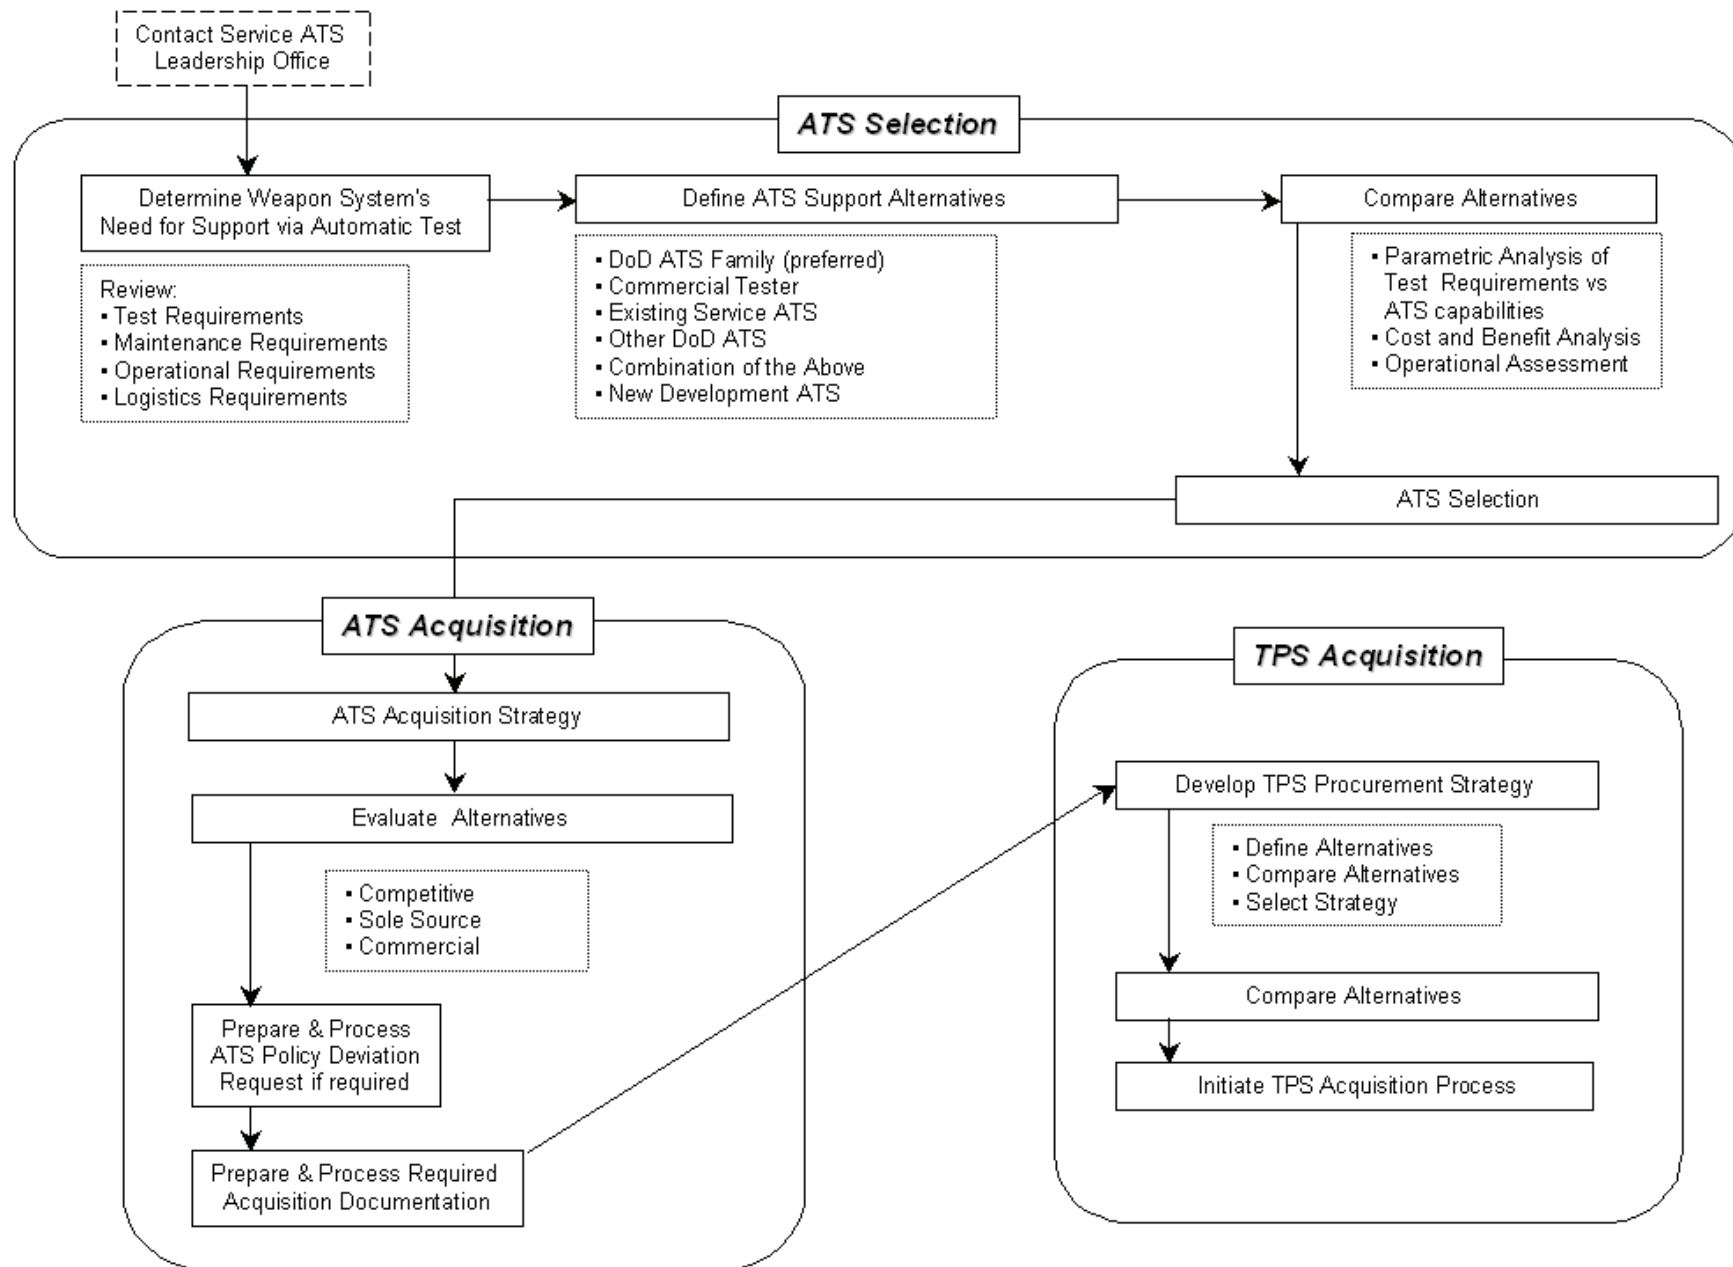 Contact Service ATS
Leadership Office
ATS Selection
Determine Weapon System's
Need for Support via Automatic Test
Define ATS Support Alternatives
Compare Alternatives
Review:
▪ Test Requirements
▪ Maintenance Requirements
▪ Operational Requirements
▪ Logistics Requirements
▪ DoD ATS Family (preferred)
▪ Commercial Tester
▪ Existing Service ATS
▪ Other DoD ATS
▪ Combination of the Above
▪ New Development ATS
▪ Parametric Analysis of
Test Requirements vs
ATS capabilities
▪ Cost and Benefit Analysis
▪ Operational Assessment
ATS Selection
ATS Acquisition
ATS Acquisition Strategy
Evaluate Alternatives
▪ Competitive
▪ Sole Source
▪ Commercial
Prepare & Process
ATS Policy Deviation
Request if required
Prepare & Process Required
Acquisition Documentation
TPS Acquisition
Develop TPS Procurement Strategy
▪ Define Alternatives
▪ Compare Alternatives
▪ Select Strategy
Compare Alternatives
Initiate TPS Acquisition Process